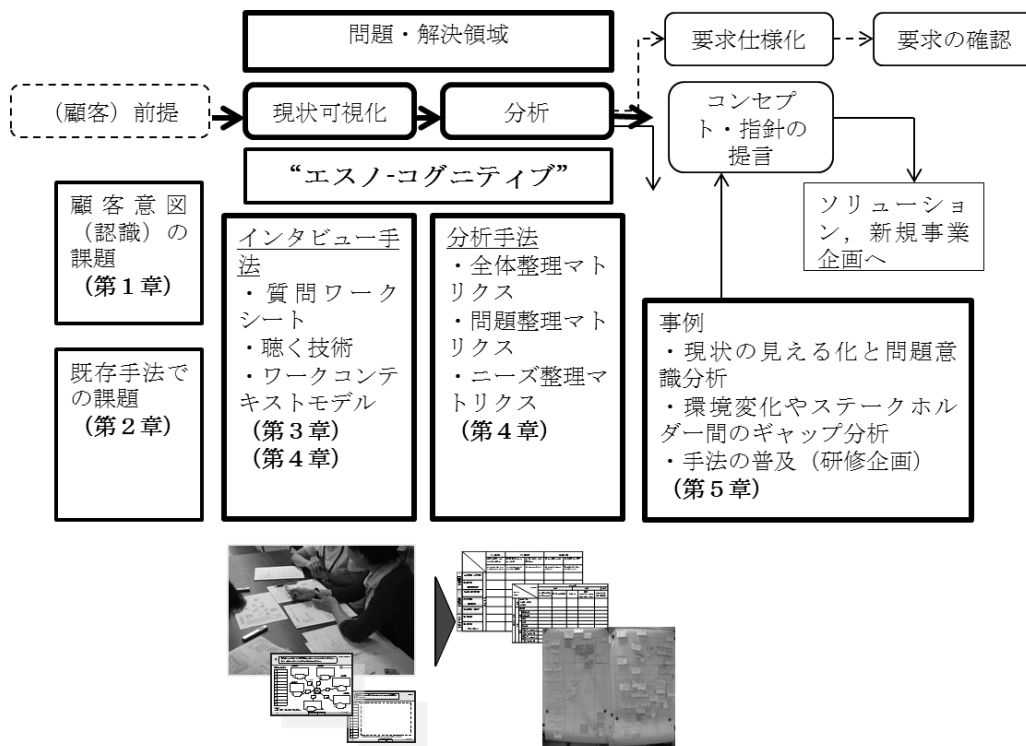 問題・解決領域
要求仕様化
要求の確認
（顧客）前提
現状可視化
分析
コンセプ
ト・指針の
提言
“エスノ-コグニティブ”
ソリューショ
ン，新規事業
企画へ
顧客意図
（認識）の
課題
（第１章）
既存手法で
の課題
（第２章）
インタビュー手
法
・質問ワーク
シート
・聴く技術
・ワークコンテ
キストモデル
（第３章）
（第４章）
分析手法
・全体整理マト
リクス
・問題整理マト
リクス
・ニーズ整理マ
トリクス
（第４章）
事例
・現状の見える化と問題意
識分析
・環境変化やステークホル
ダー間のギャップ分析
・手法の普及（研修企画）
（第５章）